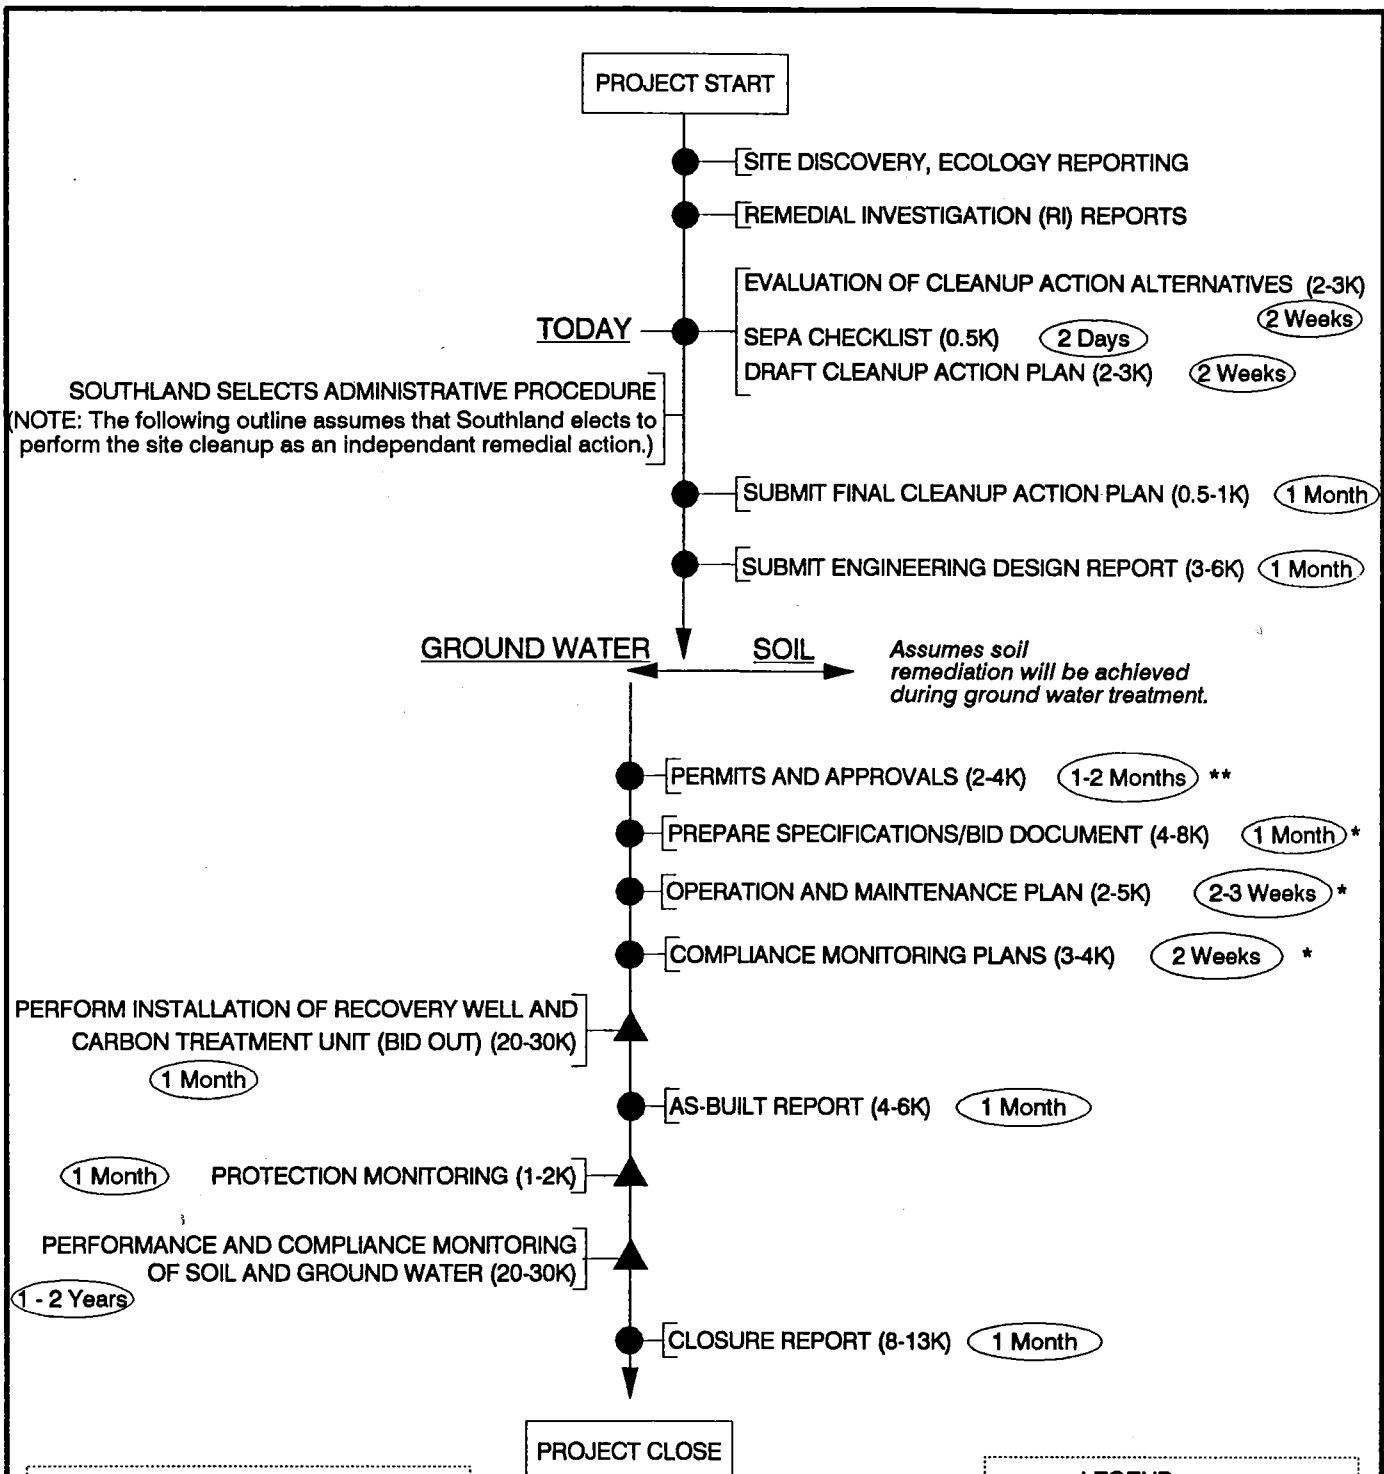 PROJECT START
SITE DISCOVERY, ECOLOGY REPORTING
REMEDIAL INVESTIGATION (RI) REPORTS
EVALUATION OF CLEANUP ACTION ALTERNATIVES (2-3K)
2 Weeks
TODAY
SEPA CHECKLIST (0.5K) 2 Days
DRAFT CLEANUP ACTION PLAN (2-3K) 2 Weeks
SOUTHLAND SELECTS ADMINISTRATIVE PROCEDURE
(NOTE: The following outline assumes that Southland elects to
perform the site cleanup as an independant remedial action.)
SUBMIT FINAL CLEANUP ACTION PLAN (0.5-1K) 1 Month
SUBMIT ENGINEERING DESIGN REPORT (3-6K) 1 Month
GROUND WATER SOIL
Assumes soil
remediation will be achieved
during ground water treatment.
PERMITS AND APPROVALS (2-4K) 1-2 Months **
PREPARE SPECIFICATIONS/BID DOCUMENT (4-8K) 1 Month *
OPERATION AND MAINTENANCE PLAN (2-5K) 2-3 Weeks *
COMPLIANCE MONITORING PLANS (3-4K) 2 Weeks *
PERFORM INSTALLATION OF RECOVERY WELL AND
CARBON TREATMENT UNIT (BID OUT) (20-30K)
1 Month
AS-BUILT REPORT (4-6K) 1 Month
1 Month PROTECTION MONITORING (1-2K)
PERFORMANCE AND COMPLIANCE MONITORING
OF SOIL AND GROUND WATER (20-30K)
1 - 2 Years
CLOSURE REPORT (8-13K) 1 Month
PROJECT CLOSE
LEGEND